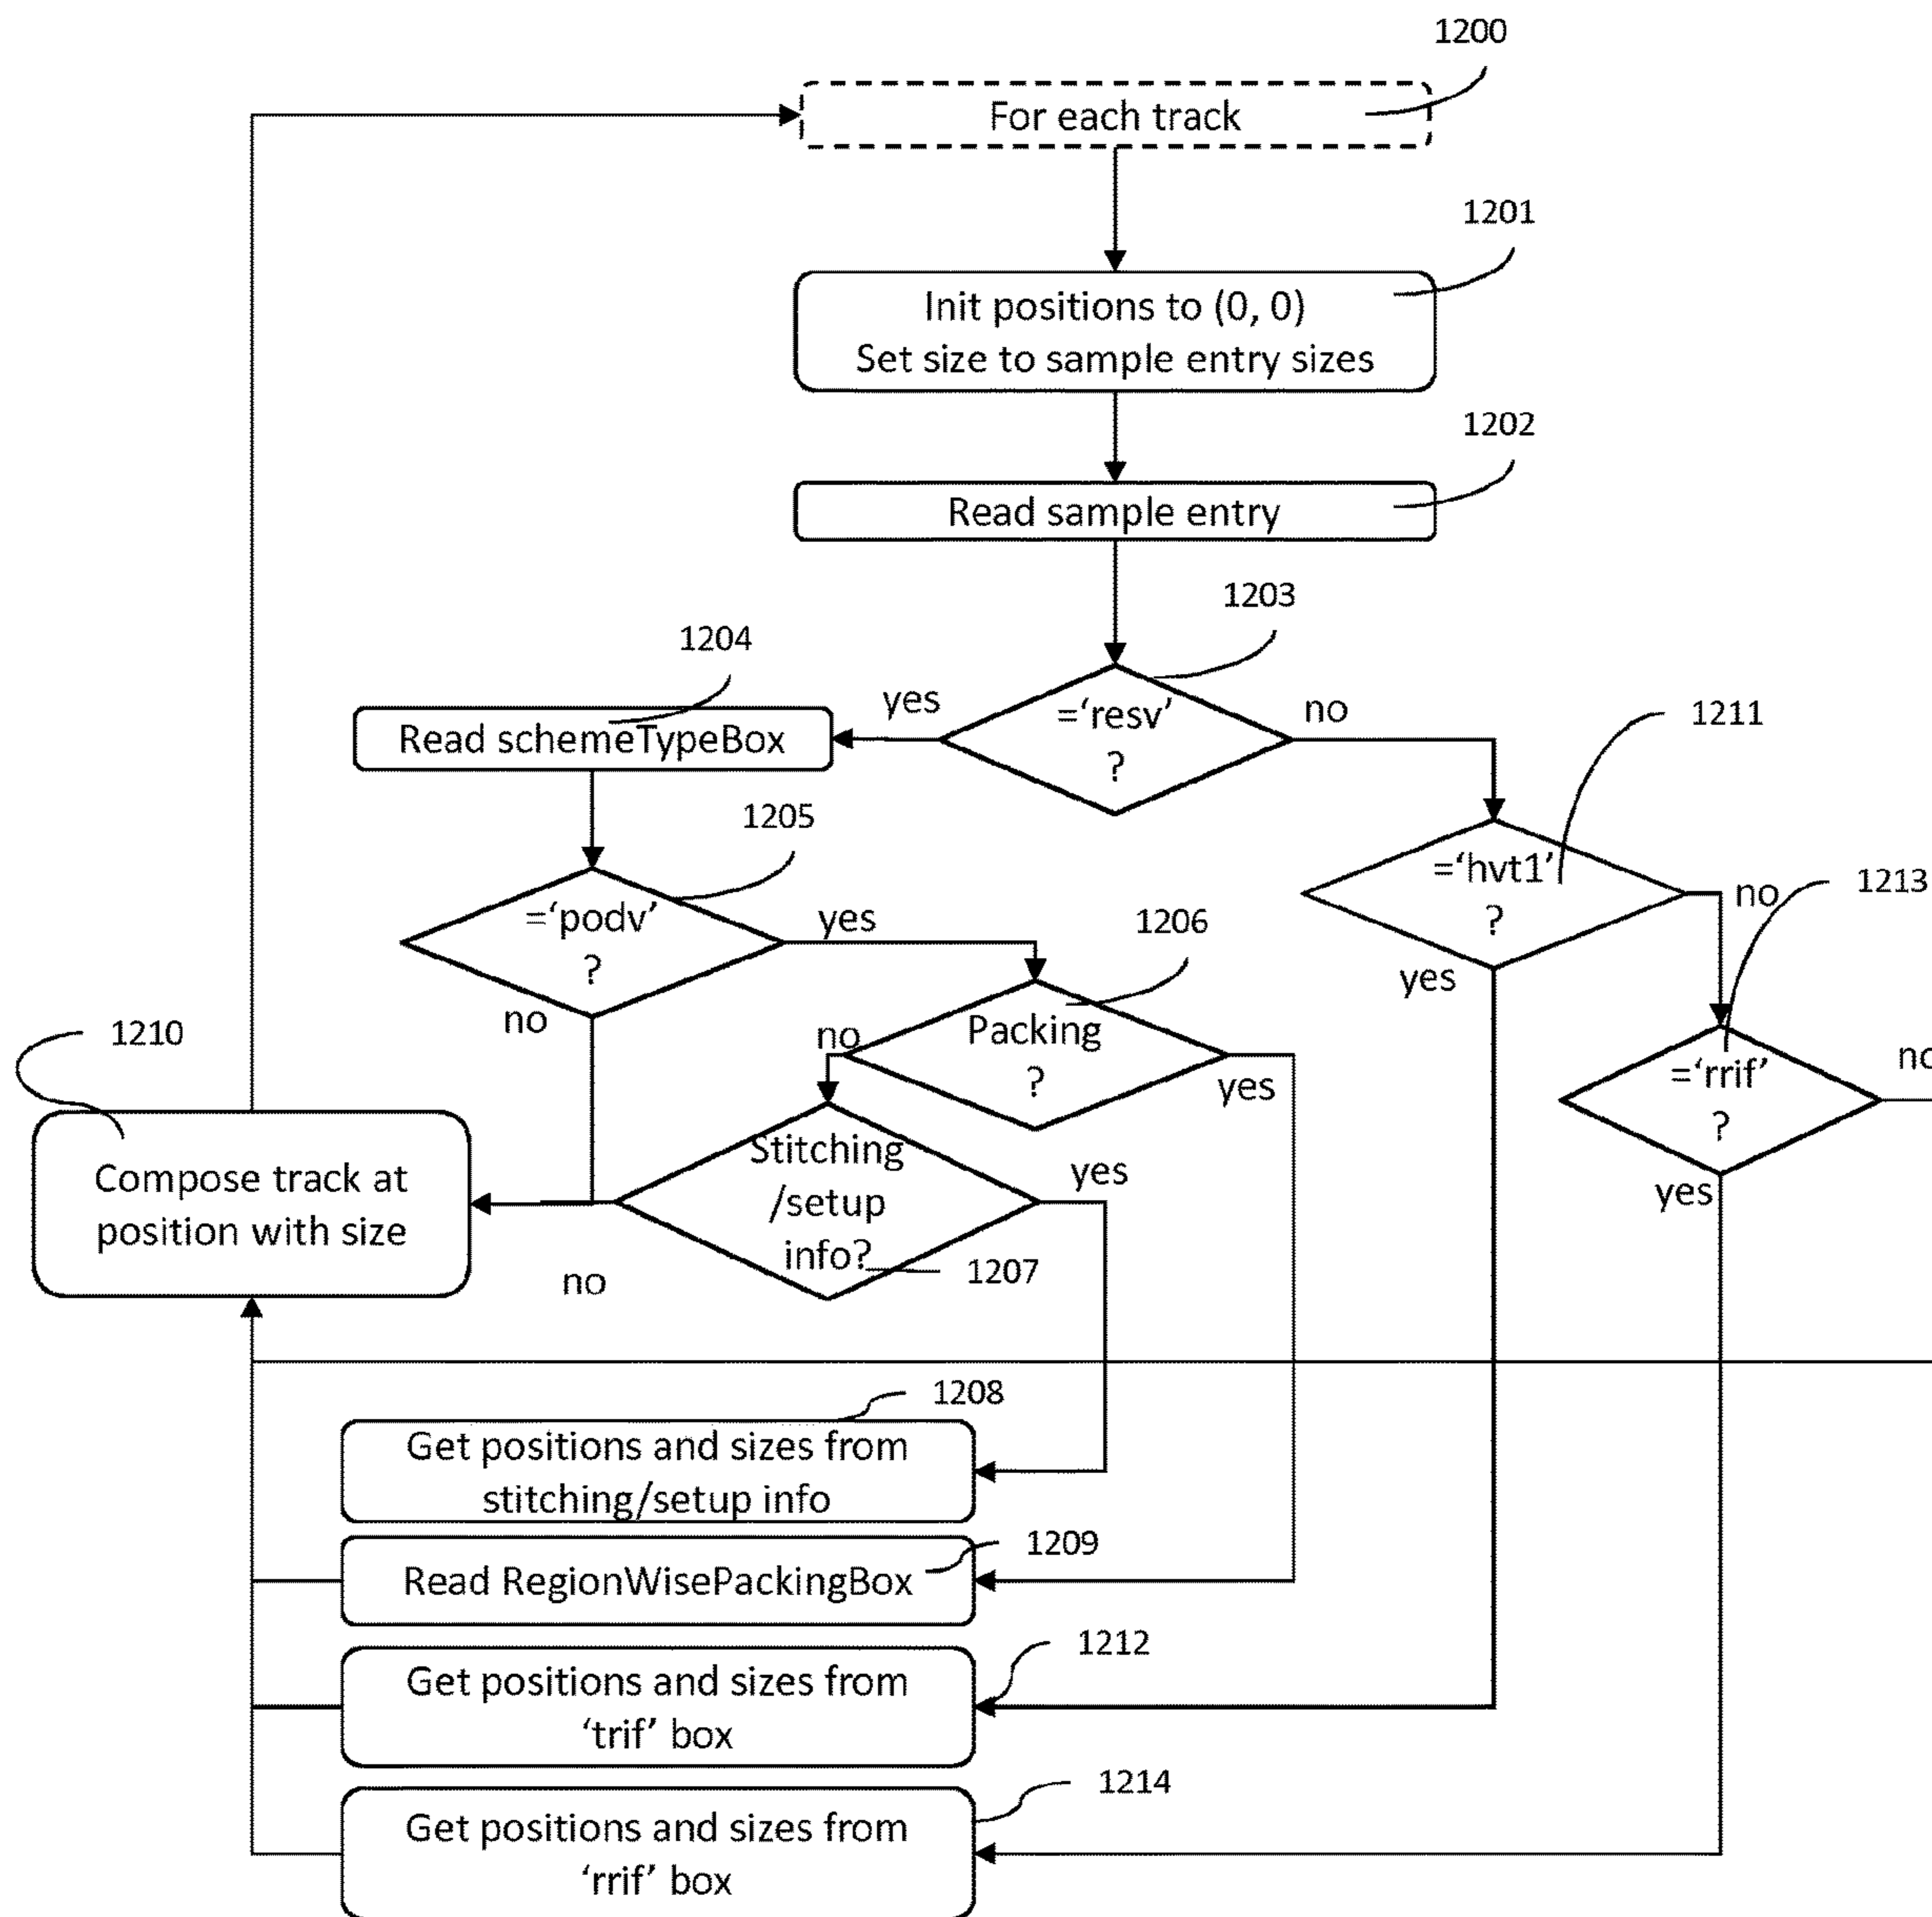 1200
For each track
1201
Init positions to (0, 0)
Set size to sample entry sizes
1202
Read sample entry
1203
1204
yes
=‘resv’
?
no
1211
Read schemeTypeBox
1205
=‘hvt1’
?
no
1213
=‘podv’
?
yes
1206
yes
no
1210
no
Packing
?
yes
=‘rrif’
?
no
Compose track at
position with size
Stitching
/setup
info?
yes
yes
1207
no
1208
Get positions and sizes from
stitching/setup info
1209
Read RegionWisePackingBox
1212
Get positions and sizes from
‘trif’ box
1214
Get positions and sizes from
‘rrif’ box